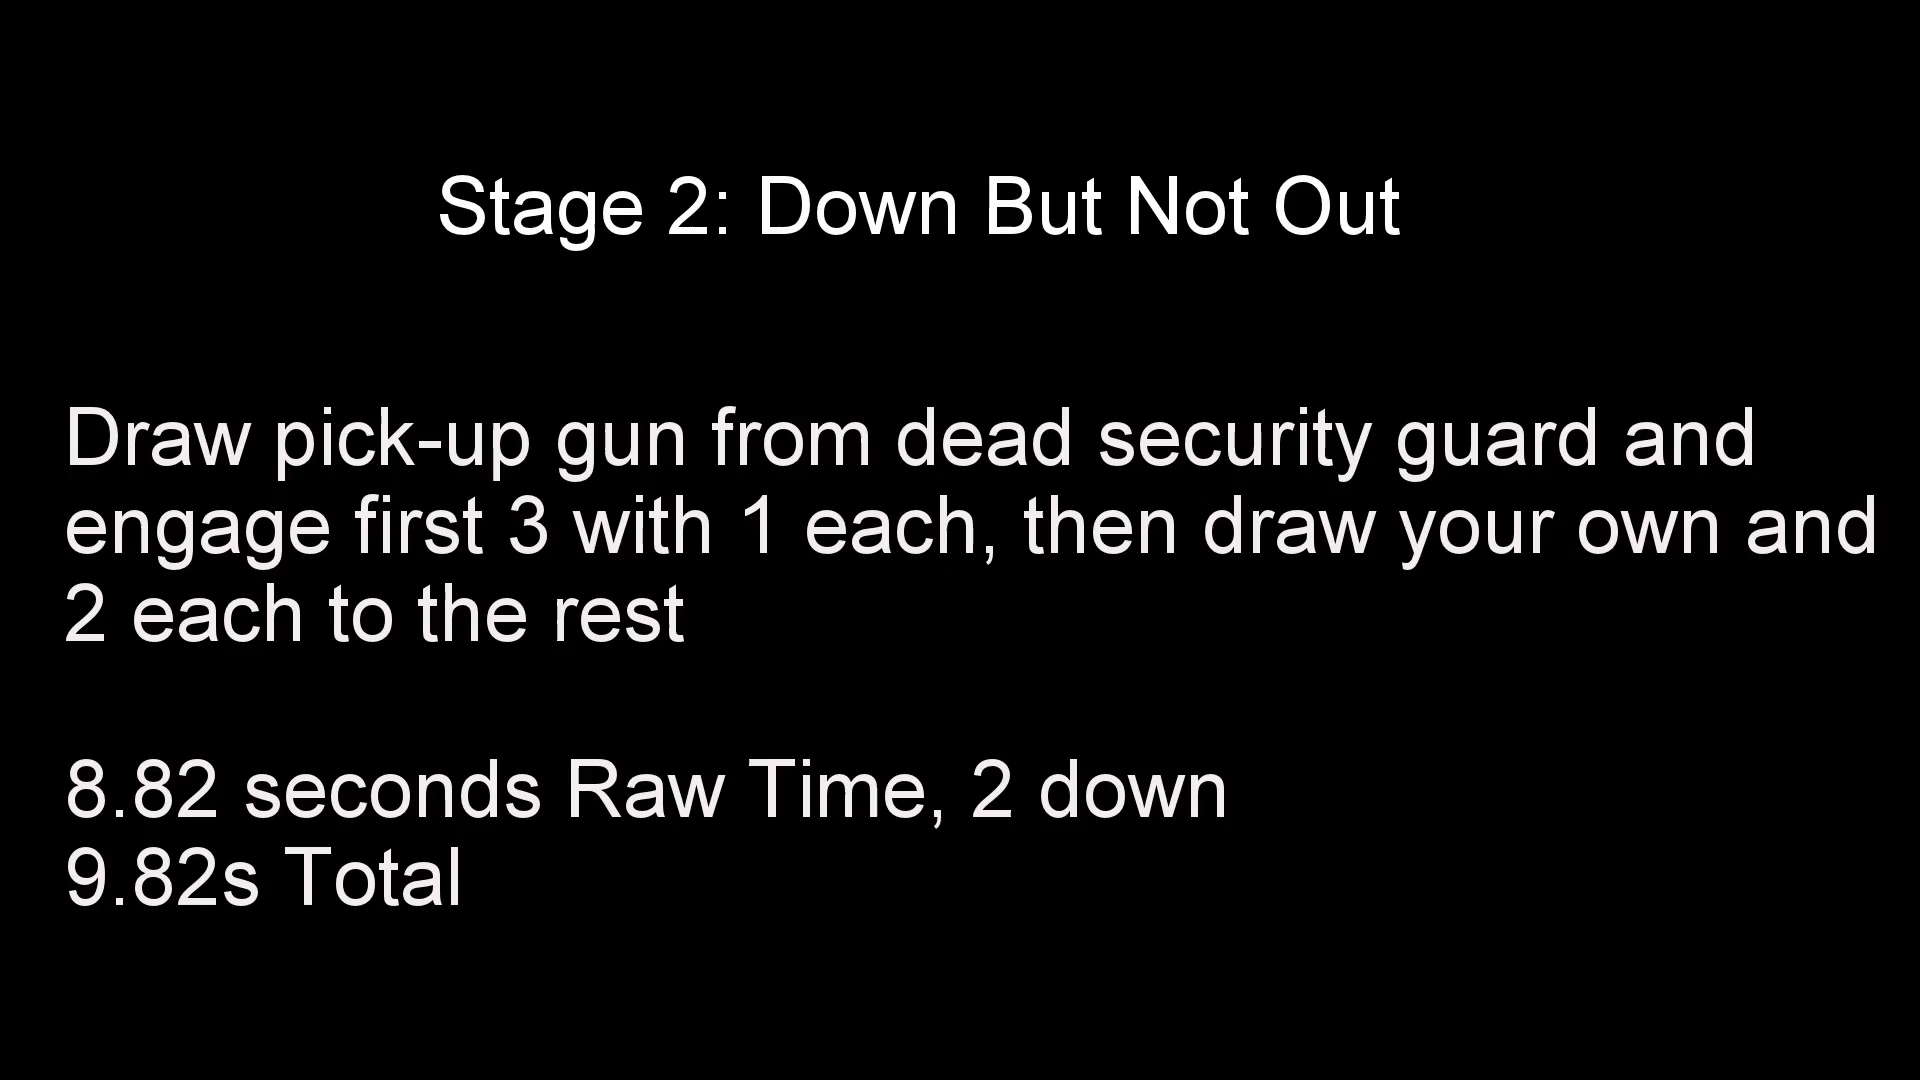 Stage 2: Down But Not Out
Draw pick-up gun from dead security guard and
engage first 3 with 1 each, then draw your own and
2 each to the rest
8.82 seconds Raw Time, 2 down
9.82s Total